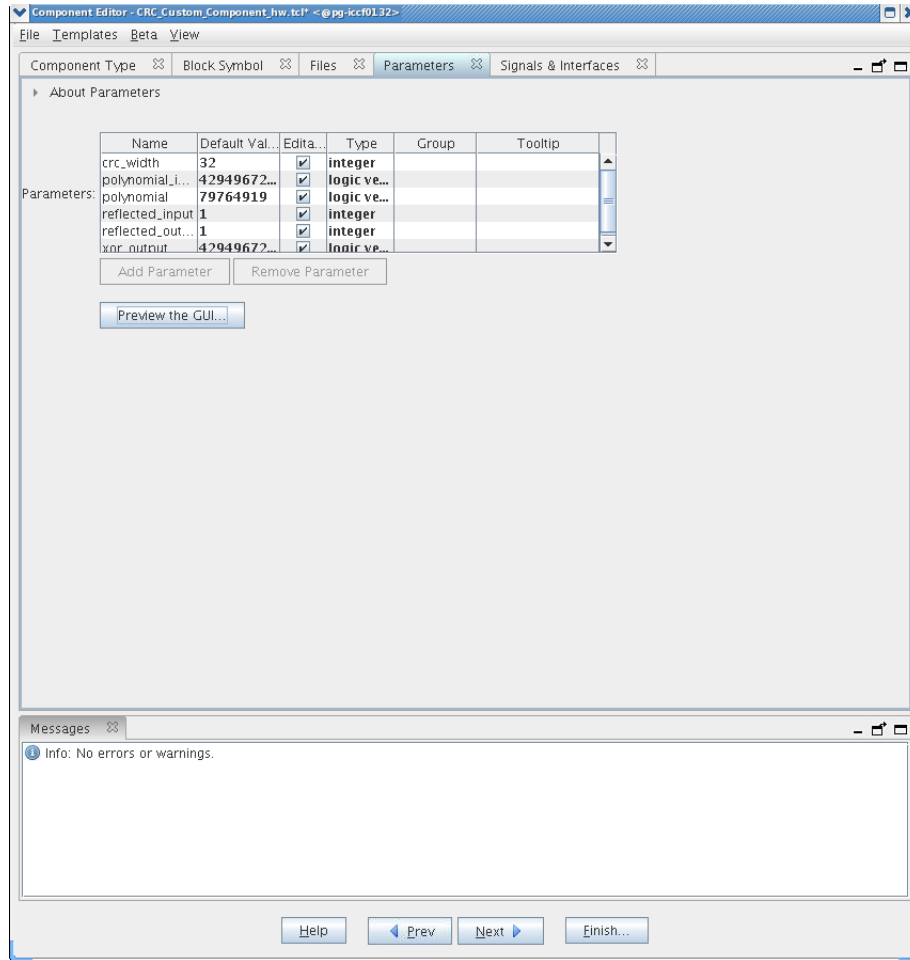 Component Editor - CRC_Custom_Component_hw.tcl* <@pg-iccf0132>
File Templates Beta View
Component Type Block Symbol Files Parameters Signals & Interfaces
About Parameters
Name Default Val... Edita... Type Group Tooltip
crc_width 32 integer
polynomial_i... 42949672... logic ve...
Parameters: polynomial 79764919 logic ve...
reflected_input 1 integer
reflected_out... 1 integer
xor_output 42949672... logic ve...
Add Parameter Remove Parameter
Preview the GUI...
Messages
Info: No errors or warnings.
Help Prev Next Finish...